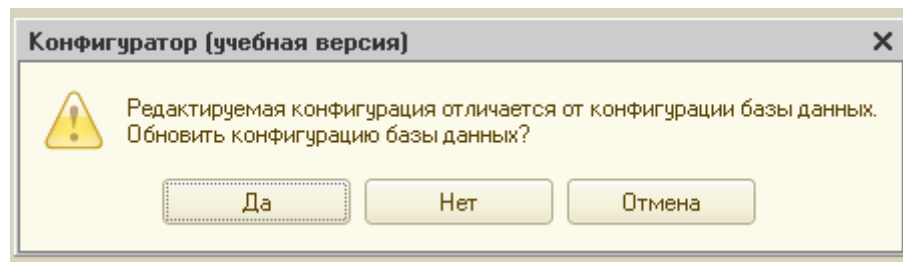 Конфигуратор (учебная версия)
Редактируемая конфигурация отличается от конфигурации базы данных.
Обновить конфигурацию базы данных?
Да Нет Отмена